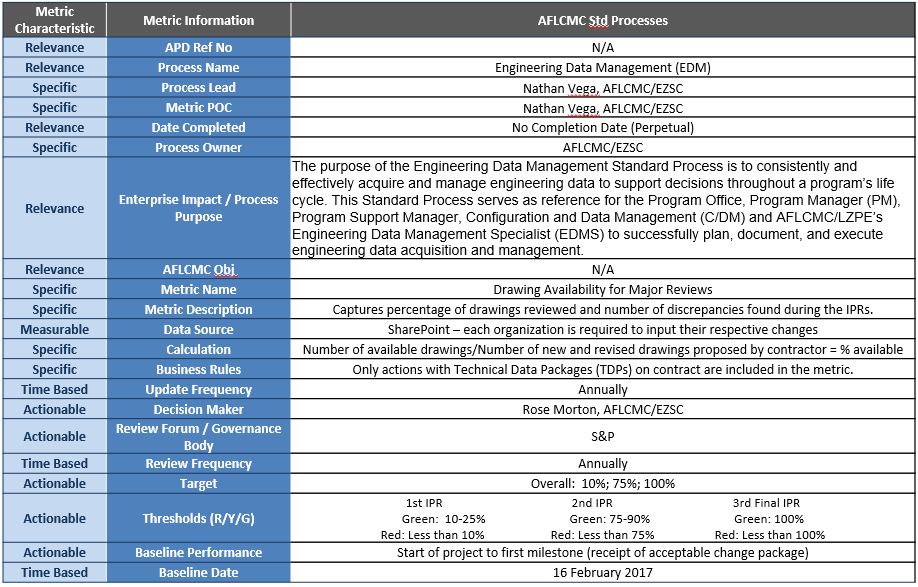 Metric Characteristic Metric Information AFLCMC Std Processes
Relevance APD Ref No N/A
Relevance Process Name Engineering Data Management (EDM)
Specific Process Lead Nathan Vega, AFLCMC/EZSC
Specific Metric POC Nathan Vega, AFLCMC/EZSC
Relevance Date Completed No Completion Date (Perpetual)
Specific Process Owner AFLCMC/EZSC
Relevance Enterprise Impact / Process Purpose
The purpose of the Engineering Data Management Standard Process is to consistently and
effectively acquire and manage engineering data to support decisions throughout a program's life
cycle. This Standard Process serves as reference for the Program Office, Program Manager (PM),
Program Support Manager, Configuration and Data Management (C/DM) and AFLCMC/LZPE's
Engineering Data Management Specialist (EDMS) to successfully plan, document, and execute
engineering data acquisition and management.
Relevance AFLCMC Obj N/A
Specific Metric Name Drawing Availability for Major Reviews
Specific Metric Description Captures percentage of drawings reviewed and number of discrepancies found during the IPRs.
Measurable Data Source SharePoint – each organization is required to input their respective changes
Specific Calculation Number of available drawings/Number of new and revised drawings proposed by contractor = % available
Specific Business Rules Only actions with Technical Data Packages (TDPs) on contract are included in the metric.
Time Based Update Frequency Annually
Actionable Decision Maker Rose Morton, AFLCMC/EZSC
Actionable Review Forum / Governance Body S&P
Time Based Review Frequency Annually
Actionable Target Overall: 10%; 75%; 100%
Actionable Thresholds (R/Y/G)
1st IPR 2nd IPR 3rd Final IPR
Green: 10-25% Green: 75-90% Green: 100%
Red: Less than 10% Red: Less than 75% Red: Less than 100%
Actionable Baseline Performance Start of project to first milestone (receipt of acceptable change package)
Time Based Baseline Date 16 February 2017